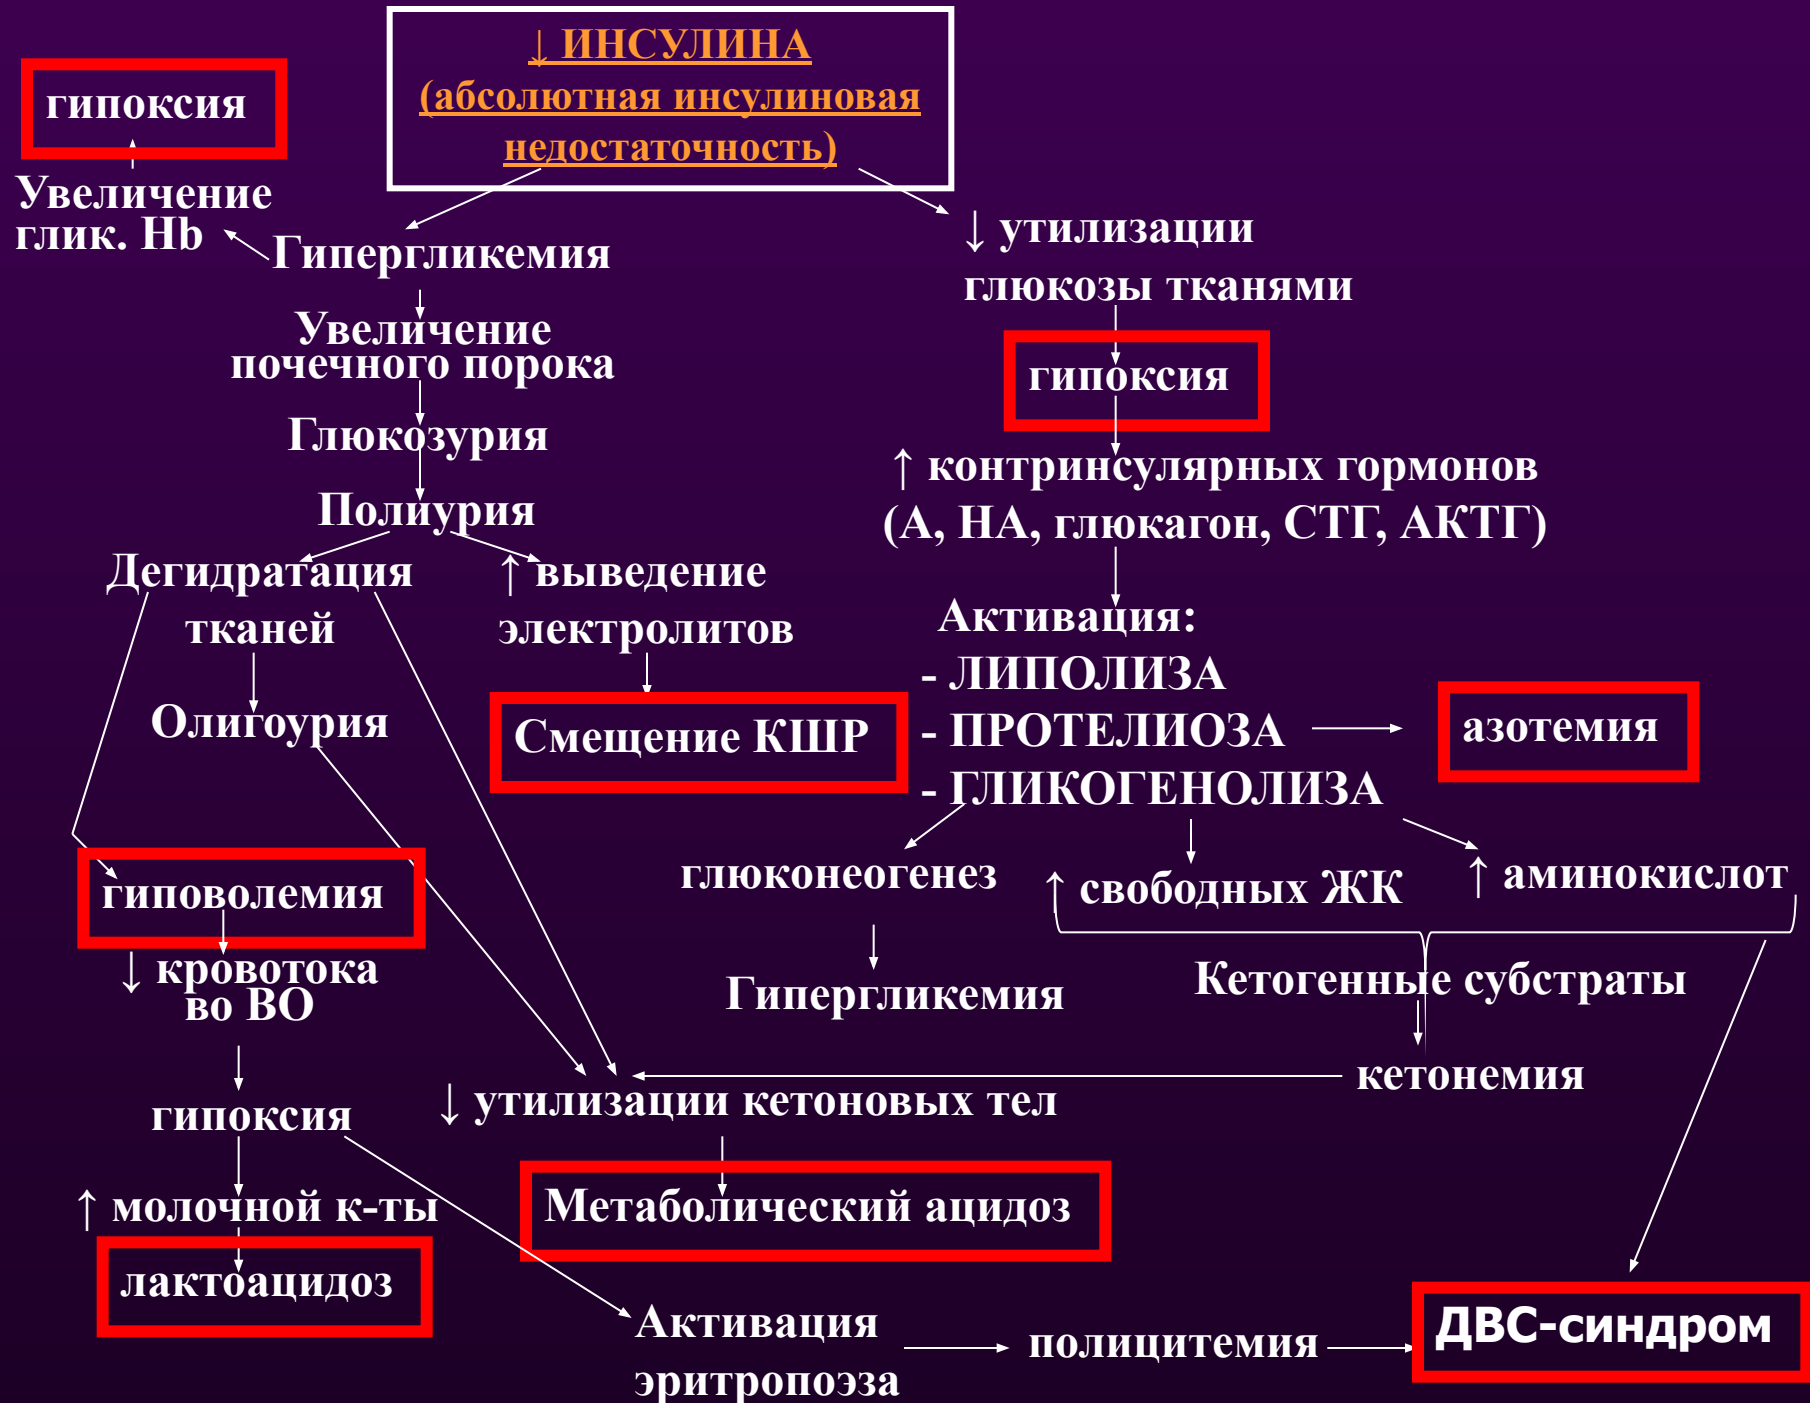 ↓ ИНСУЛИНА
(абсолютная инсулиновая
недостаточность)
гипоксия
Увеличение
глик. Hb
Гипергликемия
Увеличение
почечного порока
Глюкозурия
Полиурия
Дегидратация
тканей
Олигоурия
↑ выведение
электролитов
Смещение КШР
гиповолемия
↓ кровотока
во ВО
гипоксия
↑ молочной к-ты
лактоацидоз
↓ утилизации
глюкозы тканями
гипоксия
↑ контринсулярных гормонов
(А, НА, глюкагон, СТГ, АКТГ)
Активация:
- ЛИПОЛИЗА
- ПРОТЕЛИОЗА
- ГЛИКОГЕНОЛИЗА
азотемия
глюконеогенез
↑ свободных ЖК
↑ аминокислот
Гипергликемия
Кетогенные субстраты
кетонемия
↓ утилизации кетоновых тел
Метаболический ацидоз
Активация
эритропоэза
полицитемия
ДВС-синдром